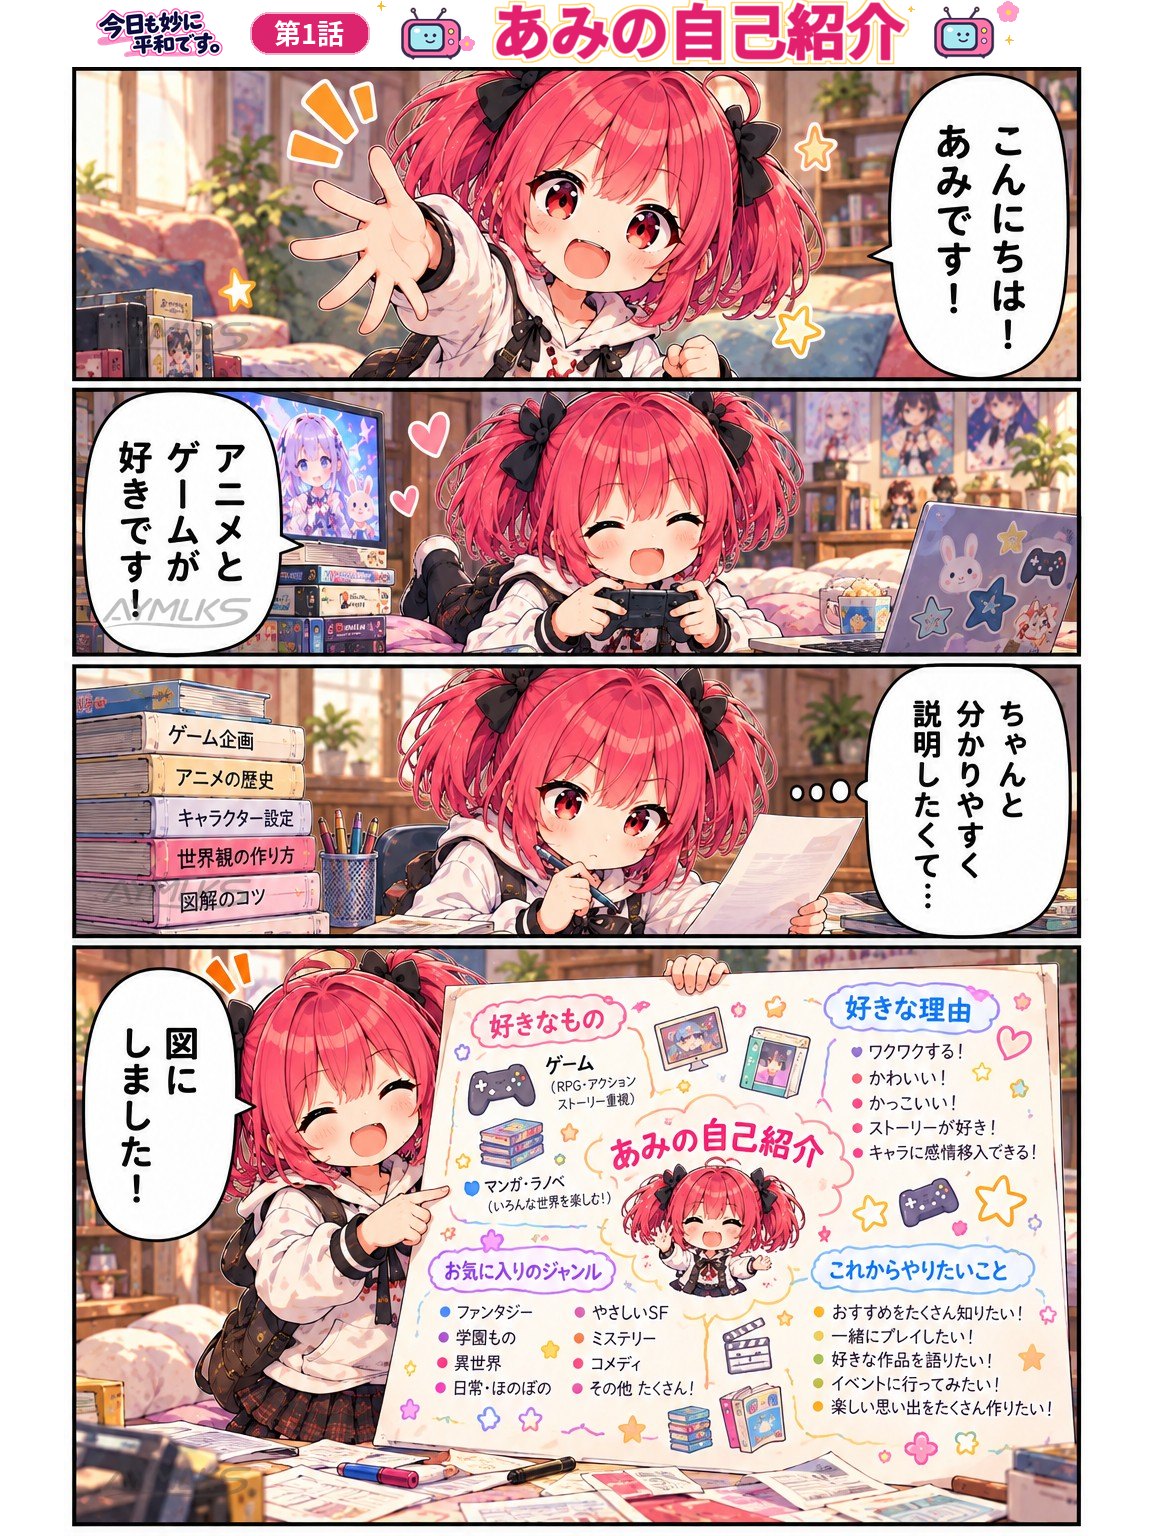 今日も妙に
平和です。
第1話
あみの自己紹介
こんにちは！
あみです！
AYMLKS
アニメと
ゲームが
好きです！
AYMLKS
ちゃんと
分かりやすく
説明したくて…
ゲーム企画
アニメの歴史
キャラクター設定
世界観の作り方
図解のコツ
AYMLKS
図に
しました！
好きなもの
ゲーム
（RPG・アクション
ストーリー重視）
マンガ・ラノベ
（いろんな世界を楽しむ！）
好きな理由
ワクワクする！
かわいい！
かっこいい！
ストーリーが好き！
キャラに感情移入できる！
あみの自己紹介
お気に入りのジャンル
ファンタジー
学園もの
異世界
日常・ほのぼの
やさしいSF
ミステリー
コメディ
その他 たくさん！
これからやりたいこと
おすすめをたくさん知りたい！
一緒にプレイしたい！
好きな作品を語りたい！
イベントに行ってみたい！
楽しい思い出をたくさん作りたい！
AYMLKS